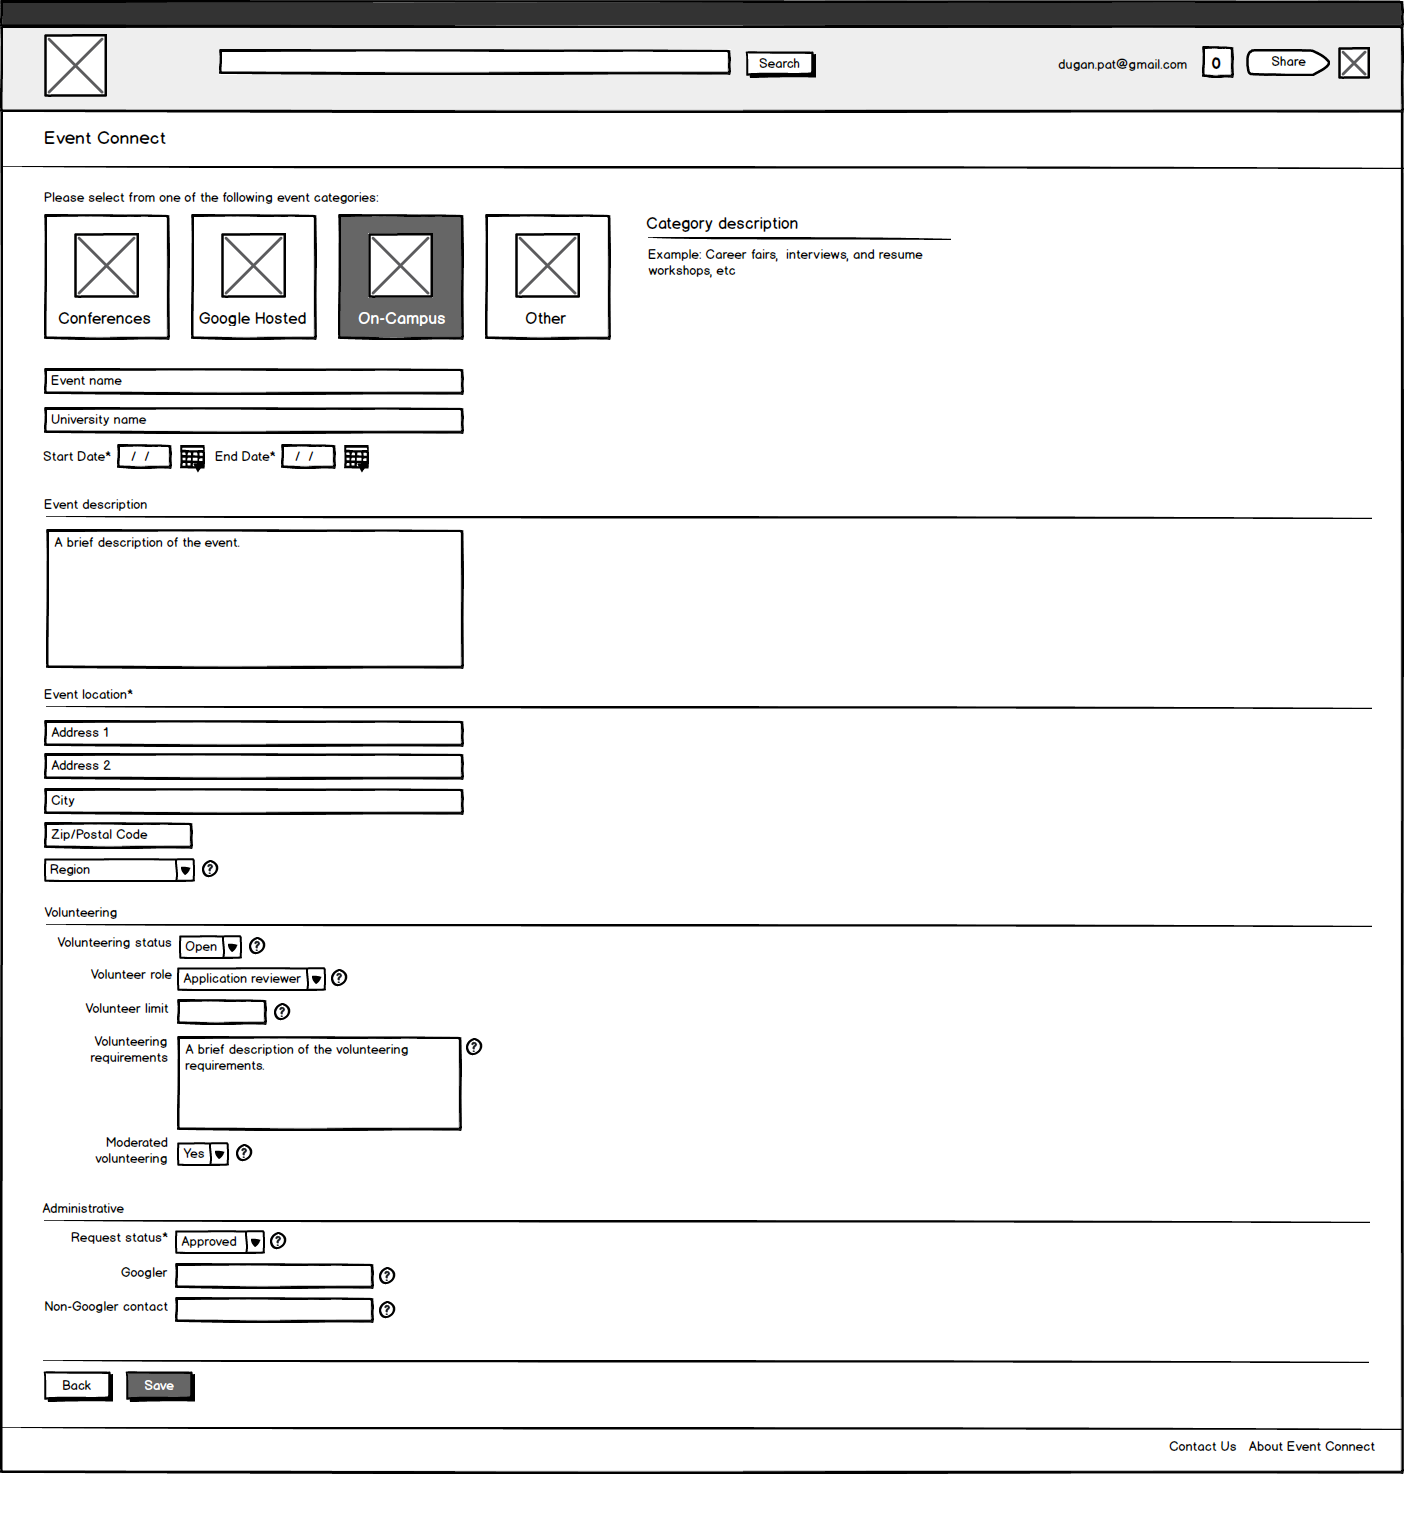 Search
dugan.pat@gmail.com
0
Share
Event Connect
Please select from one of the following event categories:
Conferences
Google Hosted
On-Campus
Other
Category description
Example: Career fairs, interviews, and resume
workshops, etc
Event name
University name
Start Date* / / End Date* / /
Event description
A brief description of the event.
Event location*
Address 1
Address 2
City
Zip/Postal Code
Region ?
Volunteering
Volunteering status Open ?
Volunteer role Application reviewer ?
Volunteer limit ?
Volunteering
requirements
A brief description of the volunteering
requirements.
?
Moderated
volunteering
Yes ?
Administrative
Request status* Approved ?
Googler ?
Non-Googler contact ?
Back Save
Contact Us About Event Connect